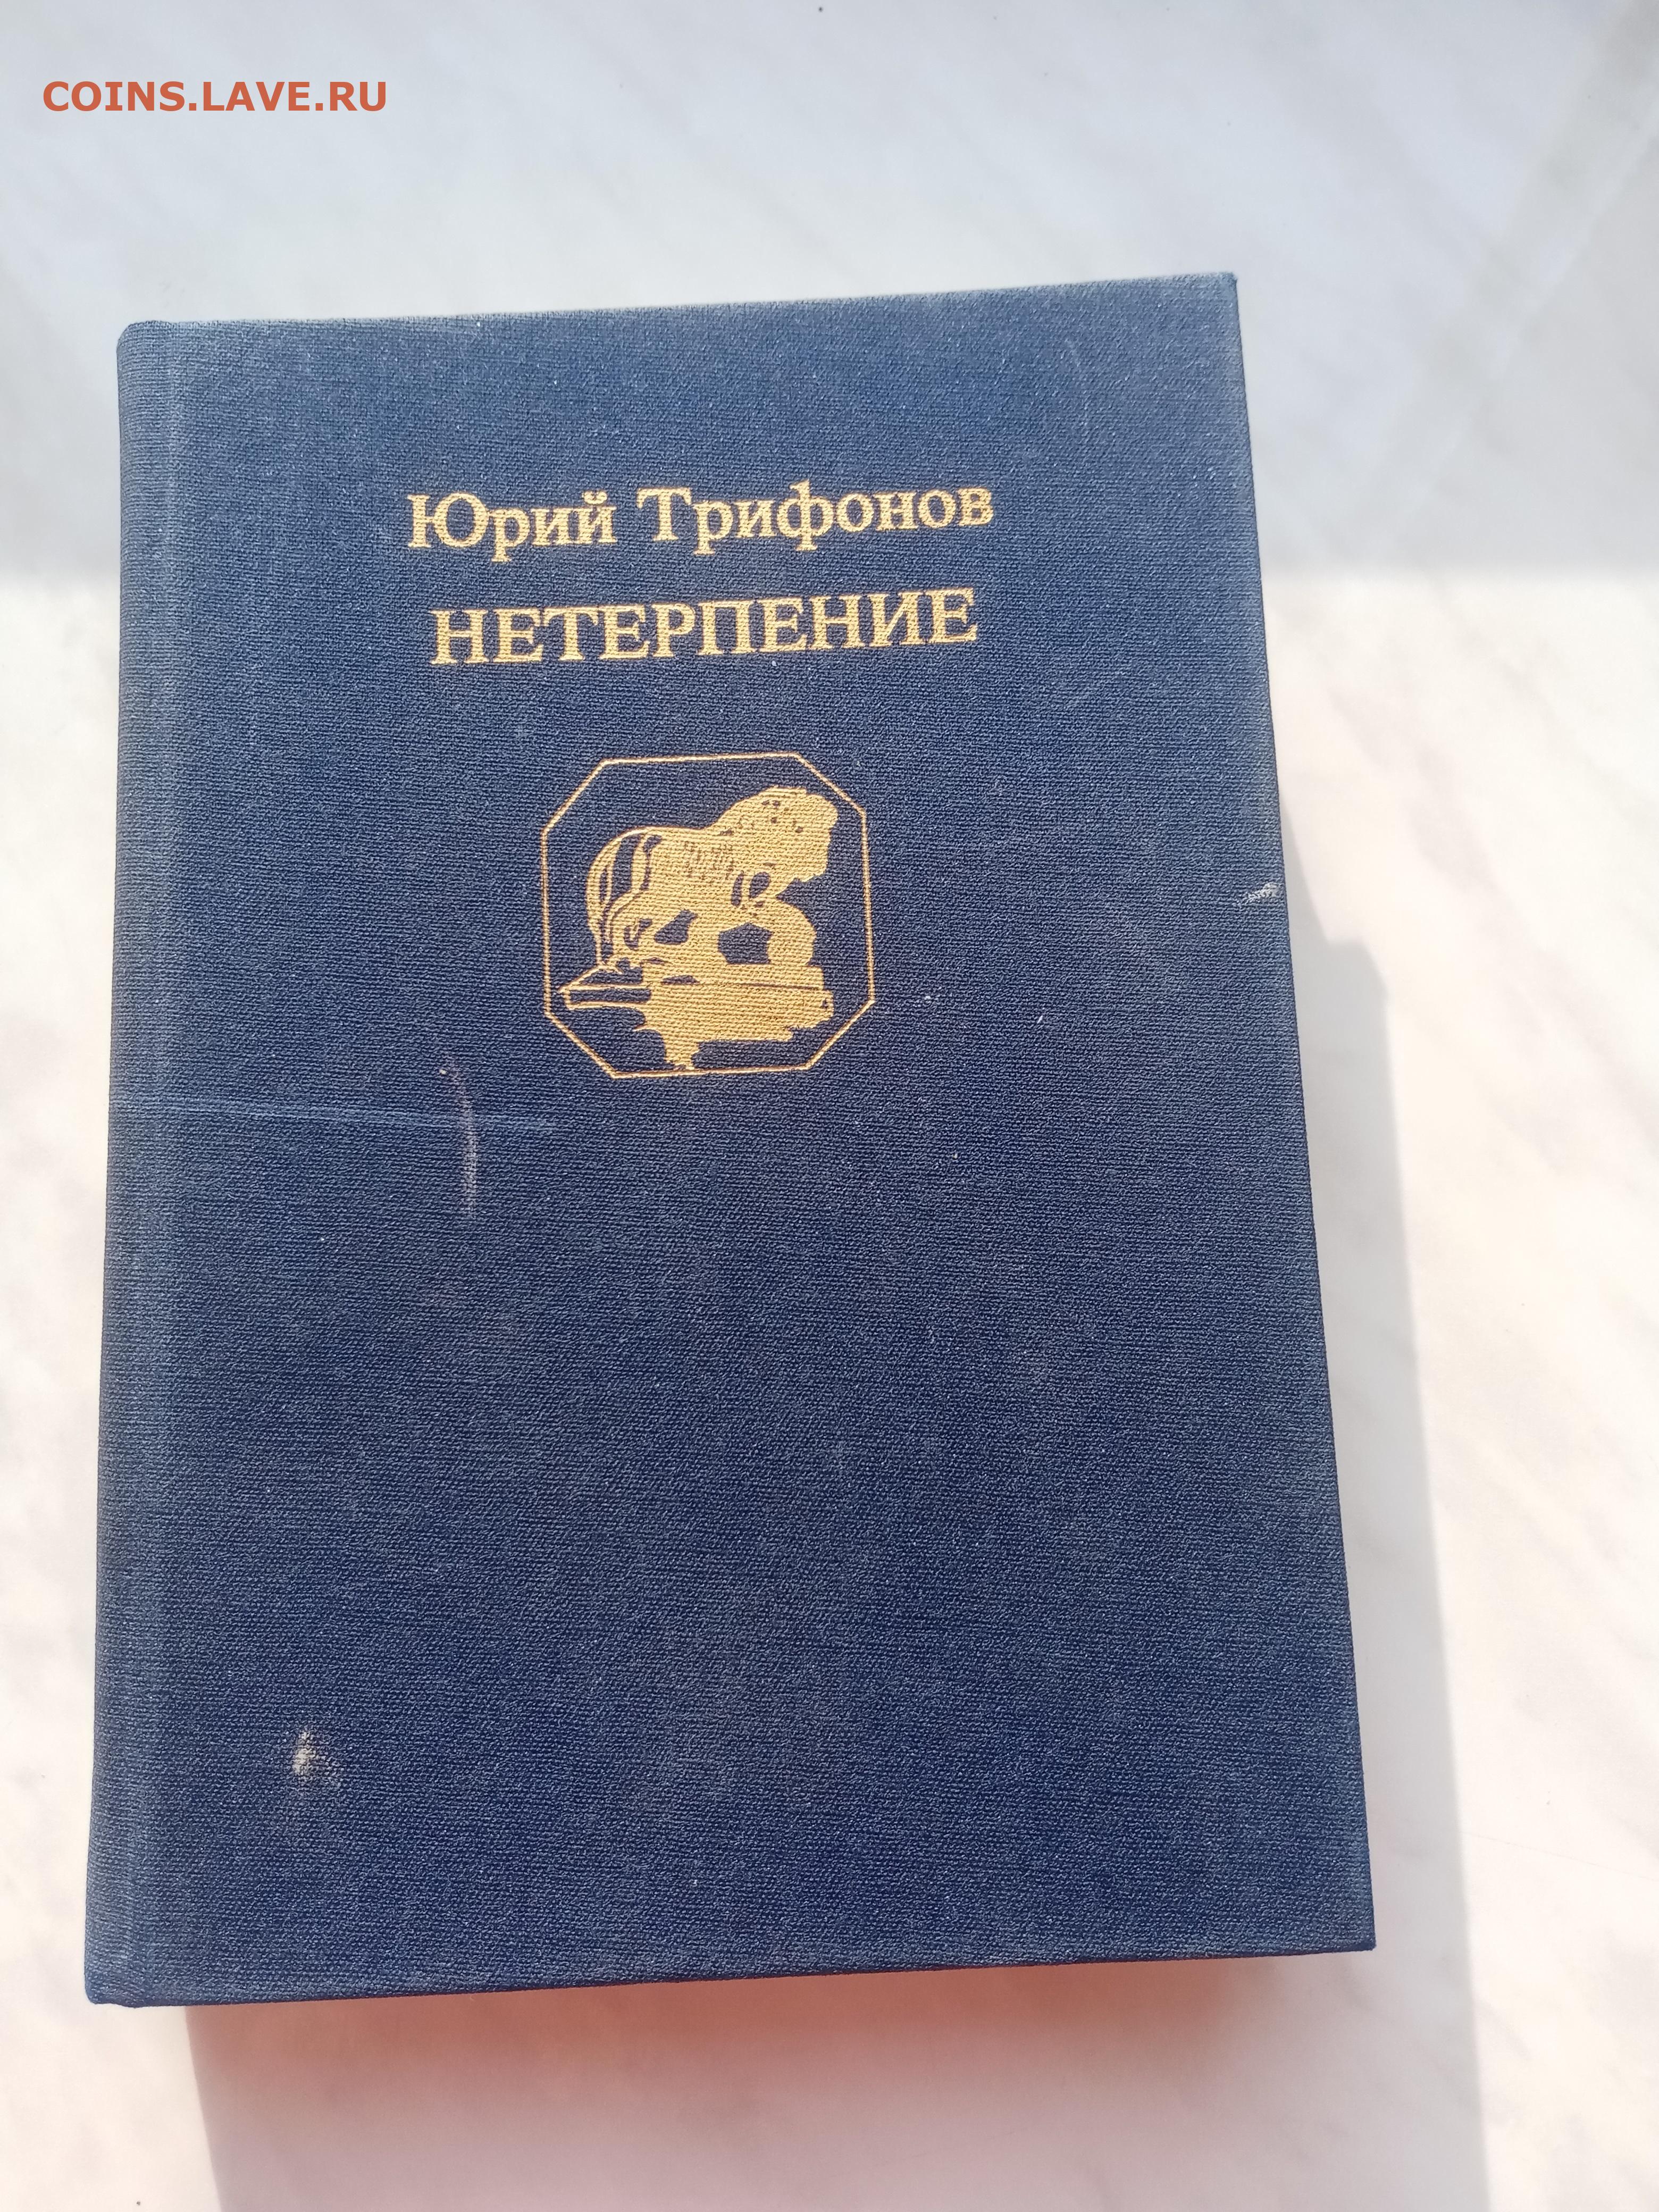 COINS.LAVE.RU
Юрий Трифонов
НЕТЕРПЕНИЕ